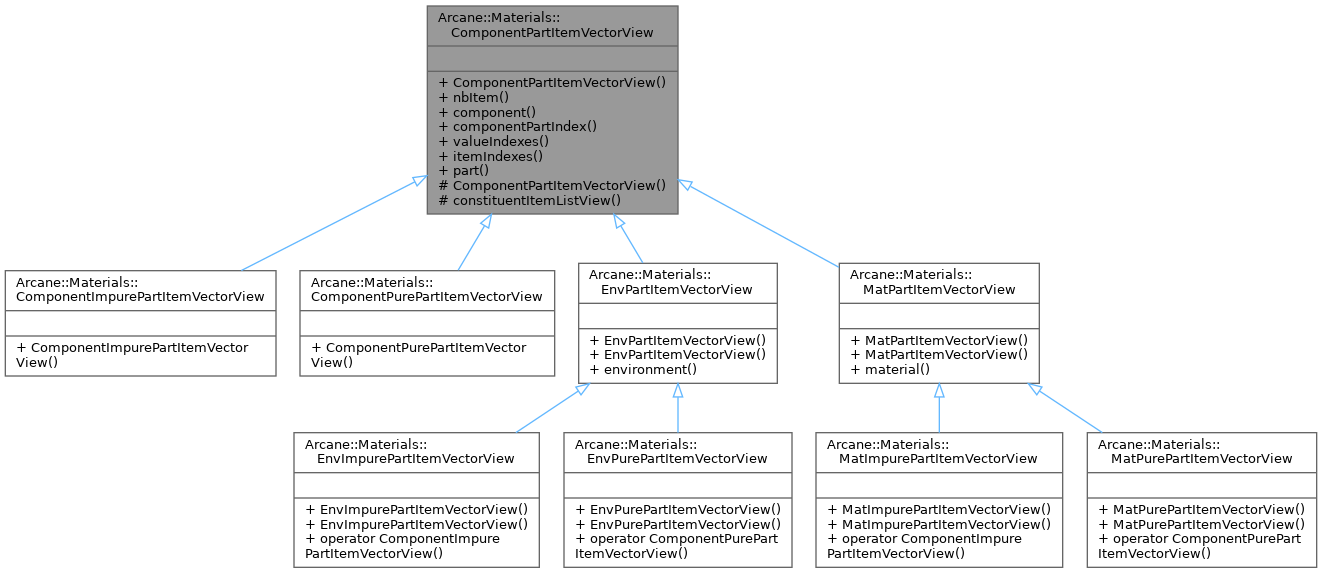 Arcane::Materials::
ComponentPartItemVectorView
+ ComponentPartItemVectorView()
+ nbItem()
+ component()
+ componentPartIndex()
+ valueIndexes()
+ itemIndexes()
+ part()
# ComponentPartItemVectorView()
# constituentItemListView()
Arcane::Materials::
ComponentImpurePartItemVectorView
+ ComponentImpurePartItemVector
View()
Arcane::Materials::
ComponentPurePartItemVectorView
+ ComponentPurePartItemVector
View()
Arcane::Materials::
EnvPartItemVectorView
+ EnvPartItemVectorView()
+ EnvPartItemVectorView()
+ environment()
Arcane::Materials::
MatPartItemVectorView
+ MatPartItemVectorView()
+ MatPartItemVectorView()
+ material()
Arcane::Materials::
EnvImpurePartItemVectorView
+ EnvImpurePartItemVectorView()
+ EnvImpurePartItemVectorView()
+ operator ComponentImpure
PartItemVectorView()
Arcane::Materials::
EnvPurePartItemVectorView
+ EnvPurePartItemVectorView()
+ EnvPurePartItemVectorView()
+ operator ComponentPurePart
ItemVectorView()
Arcane::Materials::
MatImpurePartItemVectorView
+ MatImpurePartItemVectorView()
+ MatImpurePartItemVectorView()
+ operator ComponentImpure
PartItemVectorView()
Arcane::Materials::
MatPurePartItemVectorView
+ MatPurePartItemVectorView()
+ MatPurePartItemVectorView()
+ operator ComponentPurePart
ItemVectorView()